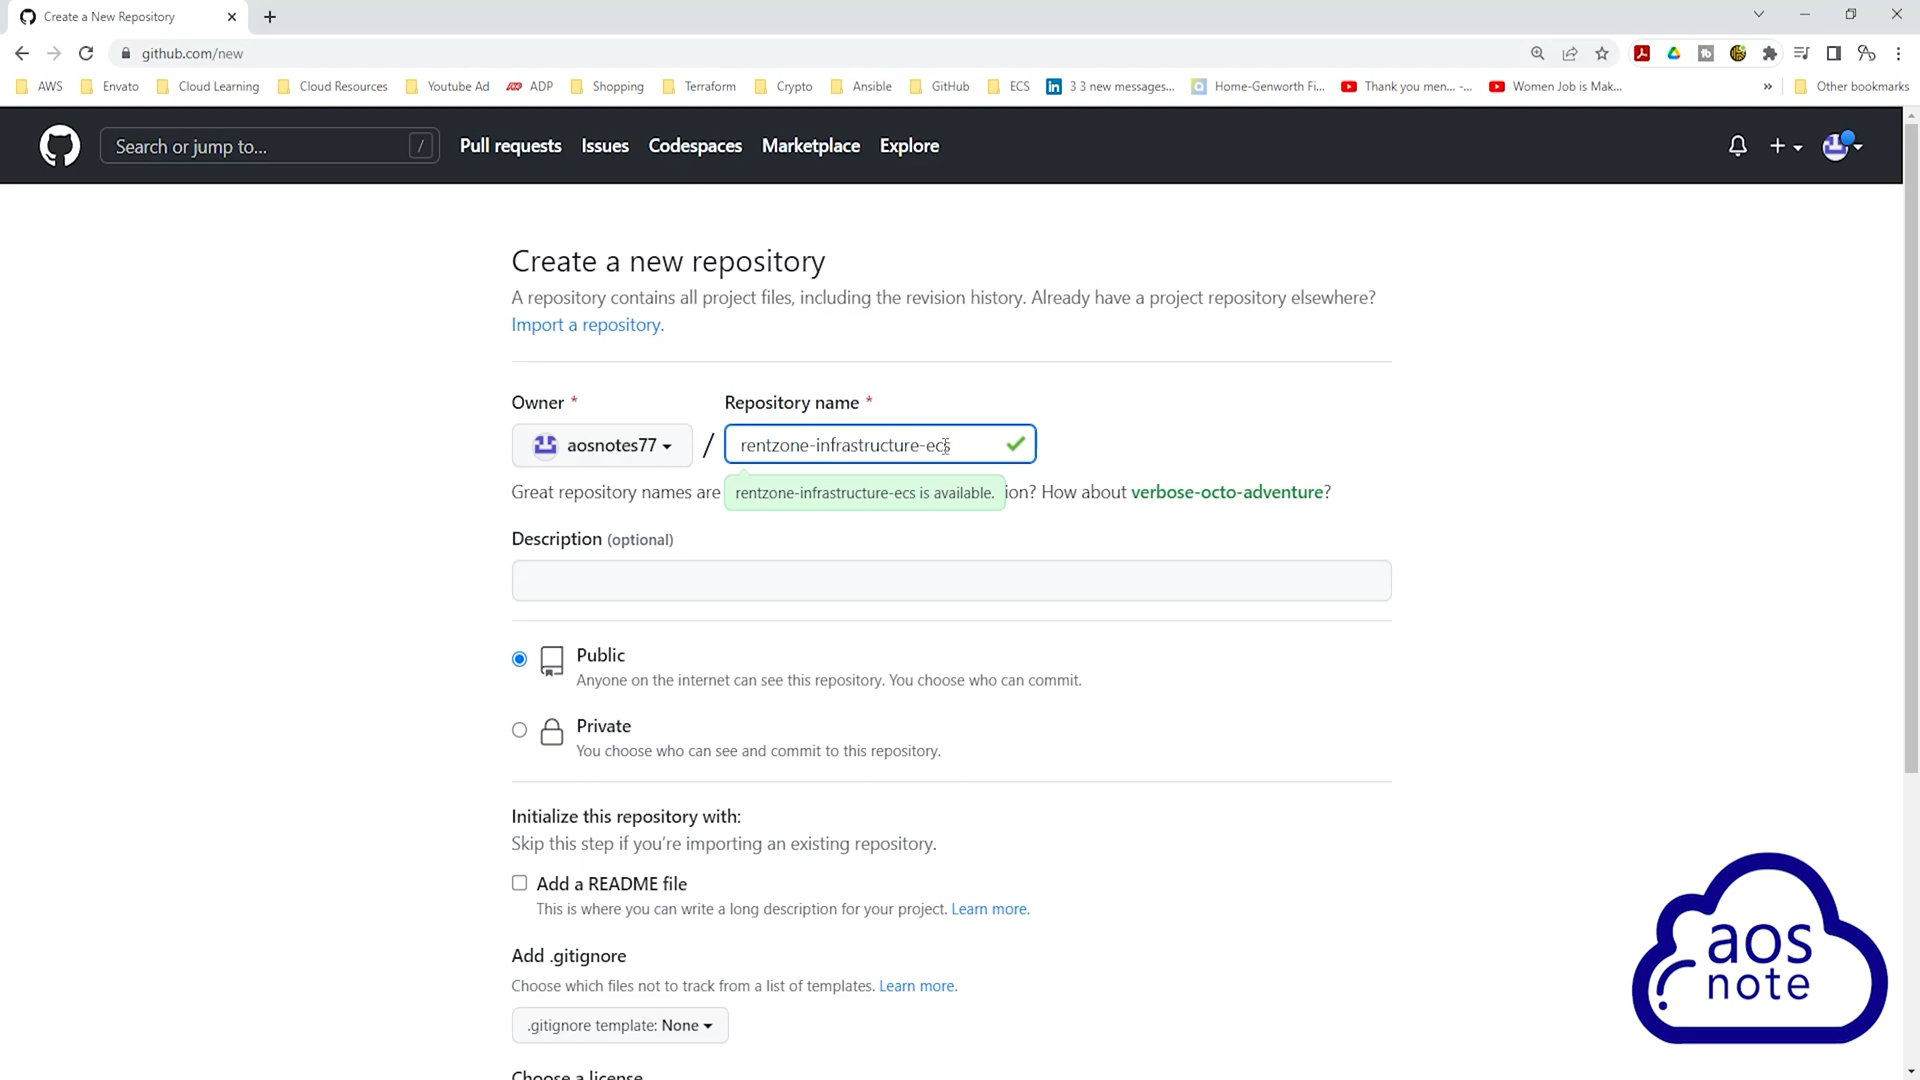 Create a New Repository
github.com/new
AWS Envato Cloud Learning Cloud Resources Youtube Ad ADP Shopping Terraform Crypto Ansible GitHub ECS 3 3 new messages... Home-Genworth Fi... Thank you men... -... Women Job is Mak... » Other bookmarks
Search or jump to... / Pull requests Issues Codespaces Marketplace Explore
Create a new repository
A repository contains all project files, including the revision history. Already have a project repository elsewhere?
Import a repository.
Owner * Repository name *
aosnotes77 / rentzone-infrastructure-ecs
Great repository names are rentzone-infrastructure-ecs is available. ion? How about verbose-octo-adventure?
Description (optional)
Public
Anyone on the internet can see this repository. You choose who can commit.
Private
You choose who can see and commit to this repository.
Initialize this repository with:
Skip this step if you're importing an existing repository.
Add a README file
This is where you can write a long description for your project. Learn more.
Add .gitignore
Choose which files not to track from a list of templates. Learn more.
.gitignore template: None
Choose a license
aos
note